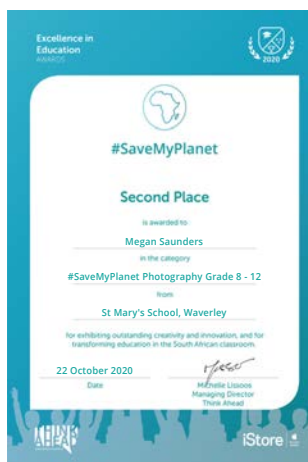 Excellence in
Education
AWARDS
2020
#SaveMyPlanet
Second Place
is awarded to
Megan Saunders
in the category
#SaveMyPlanet Photography Grade 8 - 12
from
St Mary's School, Waverley
for exhibiting outstanding creativity and innovation, and for
transforming education in the South African classroom.
22 October 2020
Date
Michelle Lissoos
Managing Director
Think Ahead
THINK
AHEAD
iStore